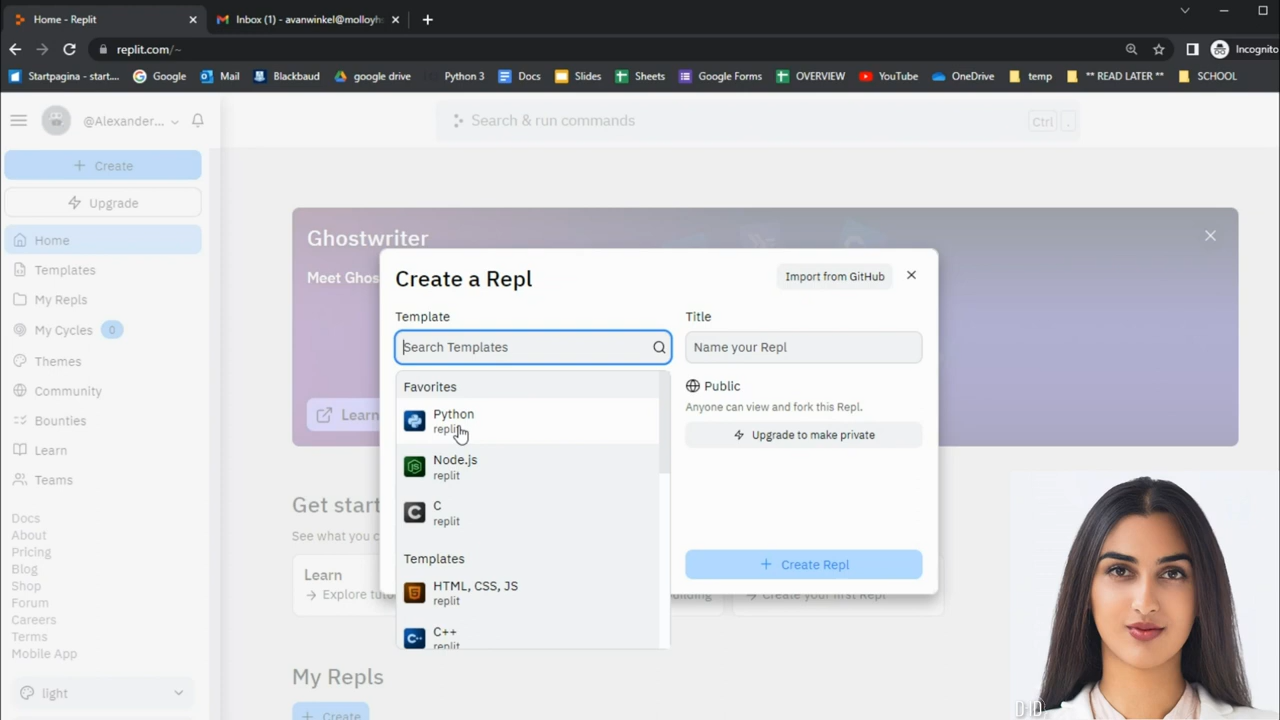 Home - Replit
Inbox (1) - avanwinkel@molloyh
replit.com/~
Incognito
Startpagina - start....
Google
Mail
Blackbaud
google drive
Python 3
Docs
Slides
Sheets
Google Forms
OVERVIEW
YouTube
OneDrive
temp
** READ LATER **
SCHOOL
@Alexander...
Search & run commands
Ctrl
.
+ Create
Upgrade
Home
Templates
My Repls
My Cycles
0
Themes
Community
Bounties
Learn
Teams
Docs
About
Pricing
Blog
Shop
Forum
Careers
Terms
Mobile App
light
Ghostwriter
Meet Ghos
Learn
Create a Repl
Import from GitHub
Template
Search Templates
Favorites
Python
replit
Node.js
replit
C
replit
Templates
HTML, CSS, JS
replit
C++
replit
Title
Name your Repl
Public
Anyone can view and fork this Repl.
Upgrade to make private
+ Create Repl
Get start
See what you c
Learn
→ Explore tuto
uilding
→ Create your first Repl
My Repls
+ Create
D-ID